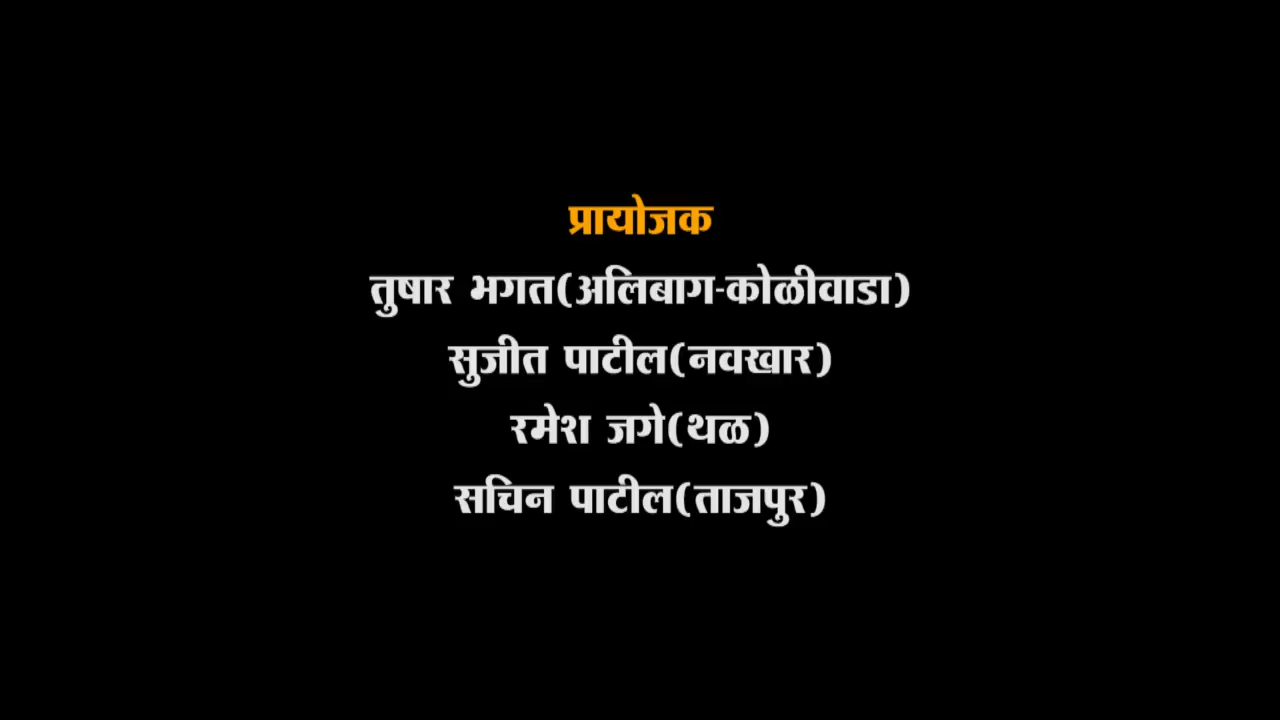 प्रायोजक
तुषार भगत(अलिबाग-कोळीवाडा)
सुजीत पाटील(नवखार)
रमेश जगे(थळ)
सचिन पाटील(ताजपुर)